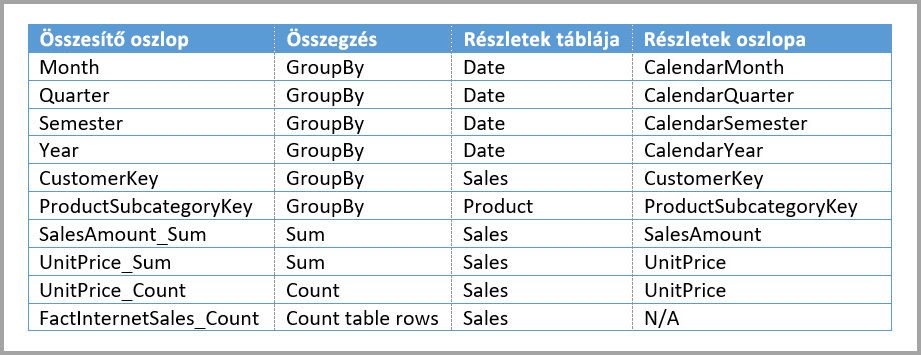 Összesítő oszlop Összegzés Részletek táblája Részletek oszlopa
Month GroupBy Date CalendarMonth
Quarter GroupBy Date CalendarQuarter
Semester GroupBy Date CalendarSemester
Year GroupBy Date CalendarYear
CustomerKey GroupBy Sales CustomerKey
ProductSubcategoryKey GroupBy Product ProductSubcategoryKey
SalesAmount_Sum Sum Sales SalesAmount
UnitPrice_Sum Sum Sales UnitPrice
UnitPrice_Count Count Sales UnitPrice
FactInternetSales_Count Count table rows Sales N/A